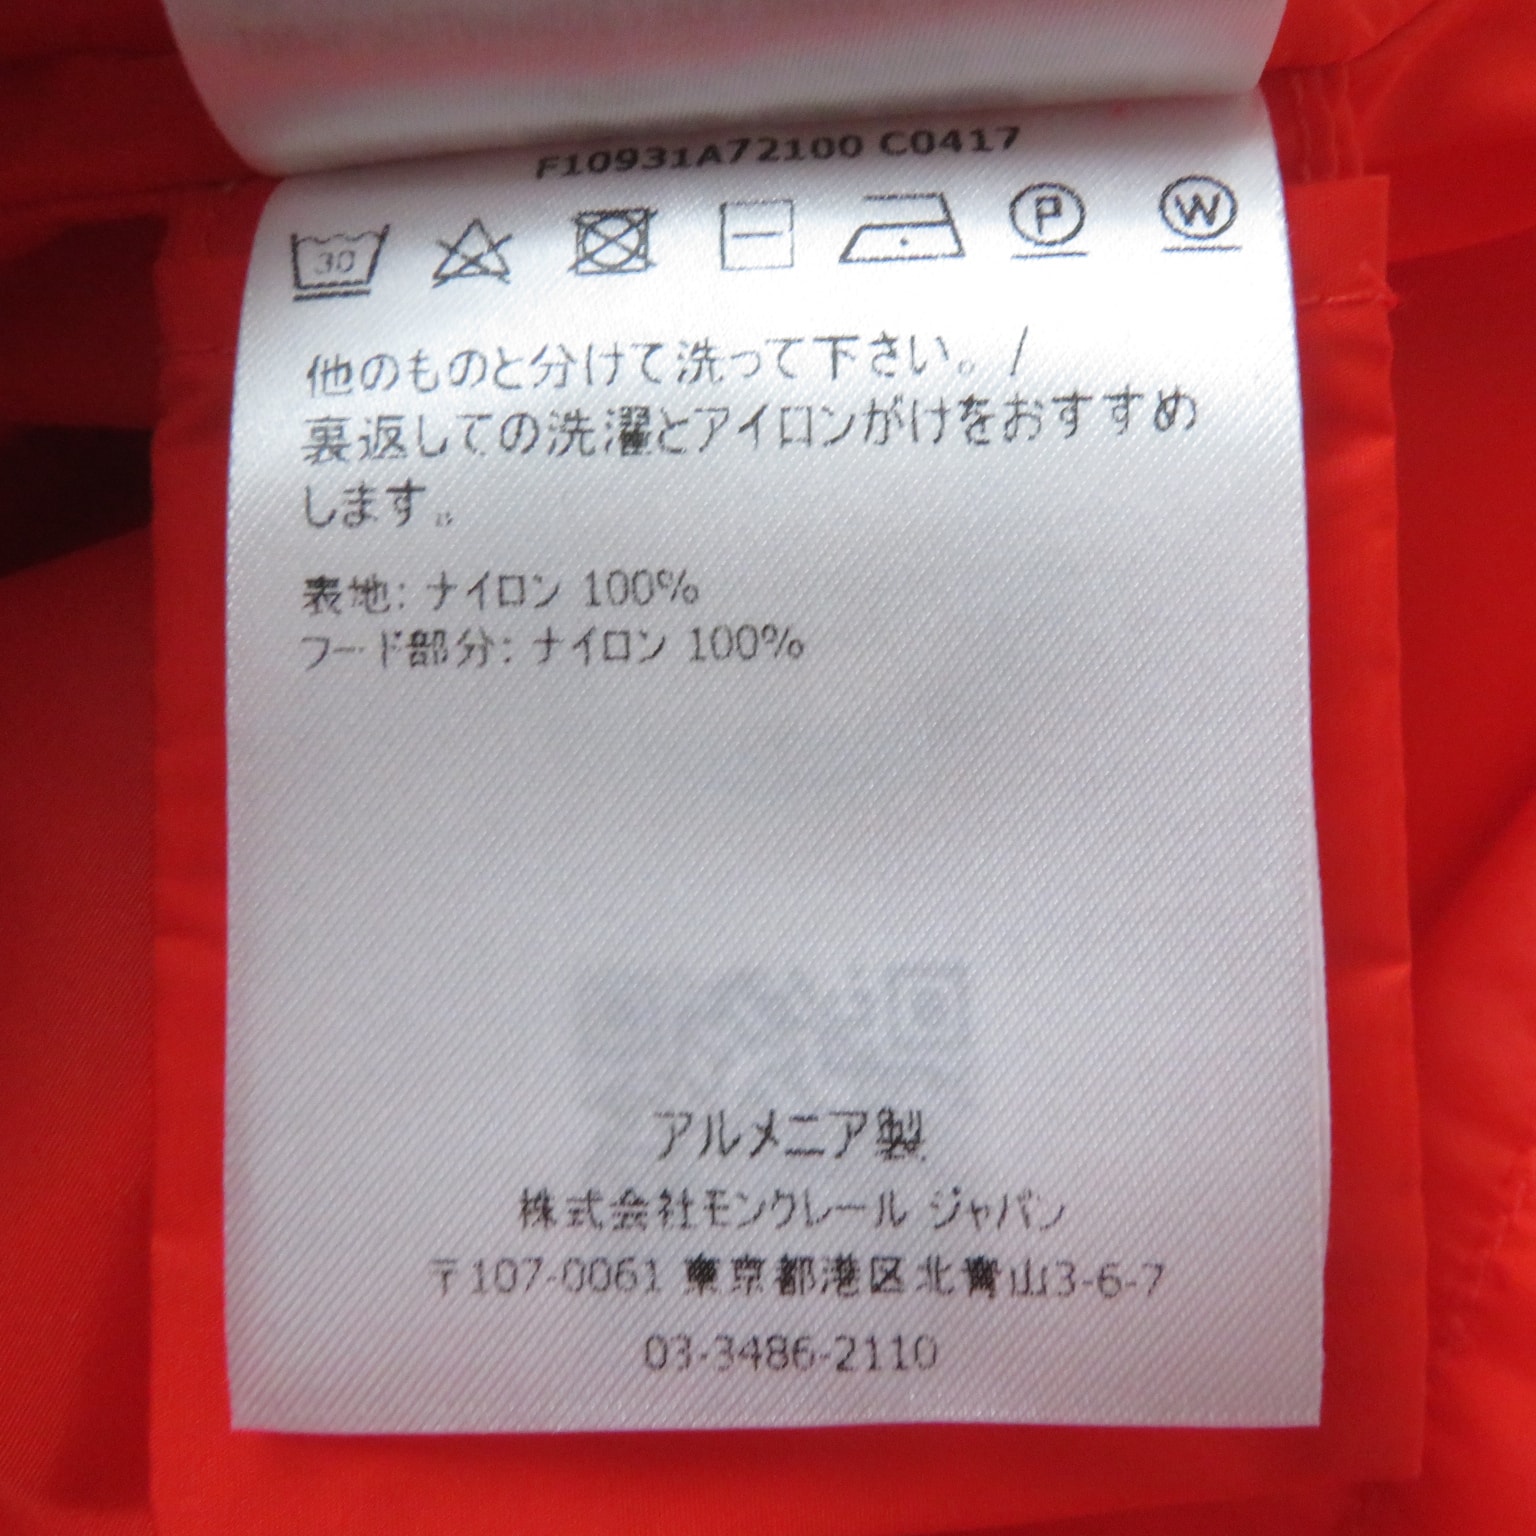 F10931A72100 C0417
30 P W
他のものと分けて洗って下さい。/
裏返しての洗濯とアイロンがけをおすすめ
します。
表地: ナイロン 100%
フード部分: ナイロン 100%
アルメニア製
株式会社モンクレール ジャパン
〒107-0061 東京都港区北青山3-6-7
03-3486-2110